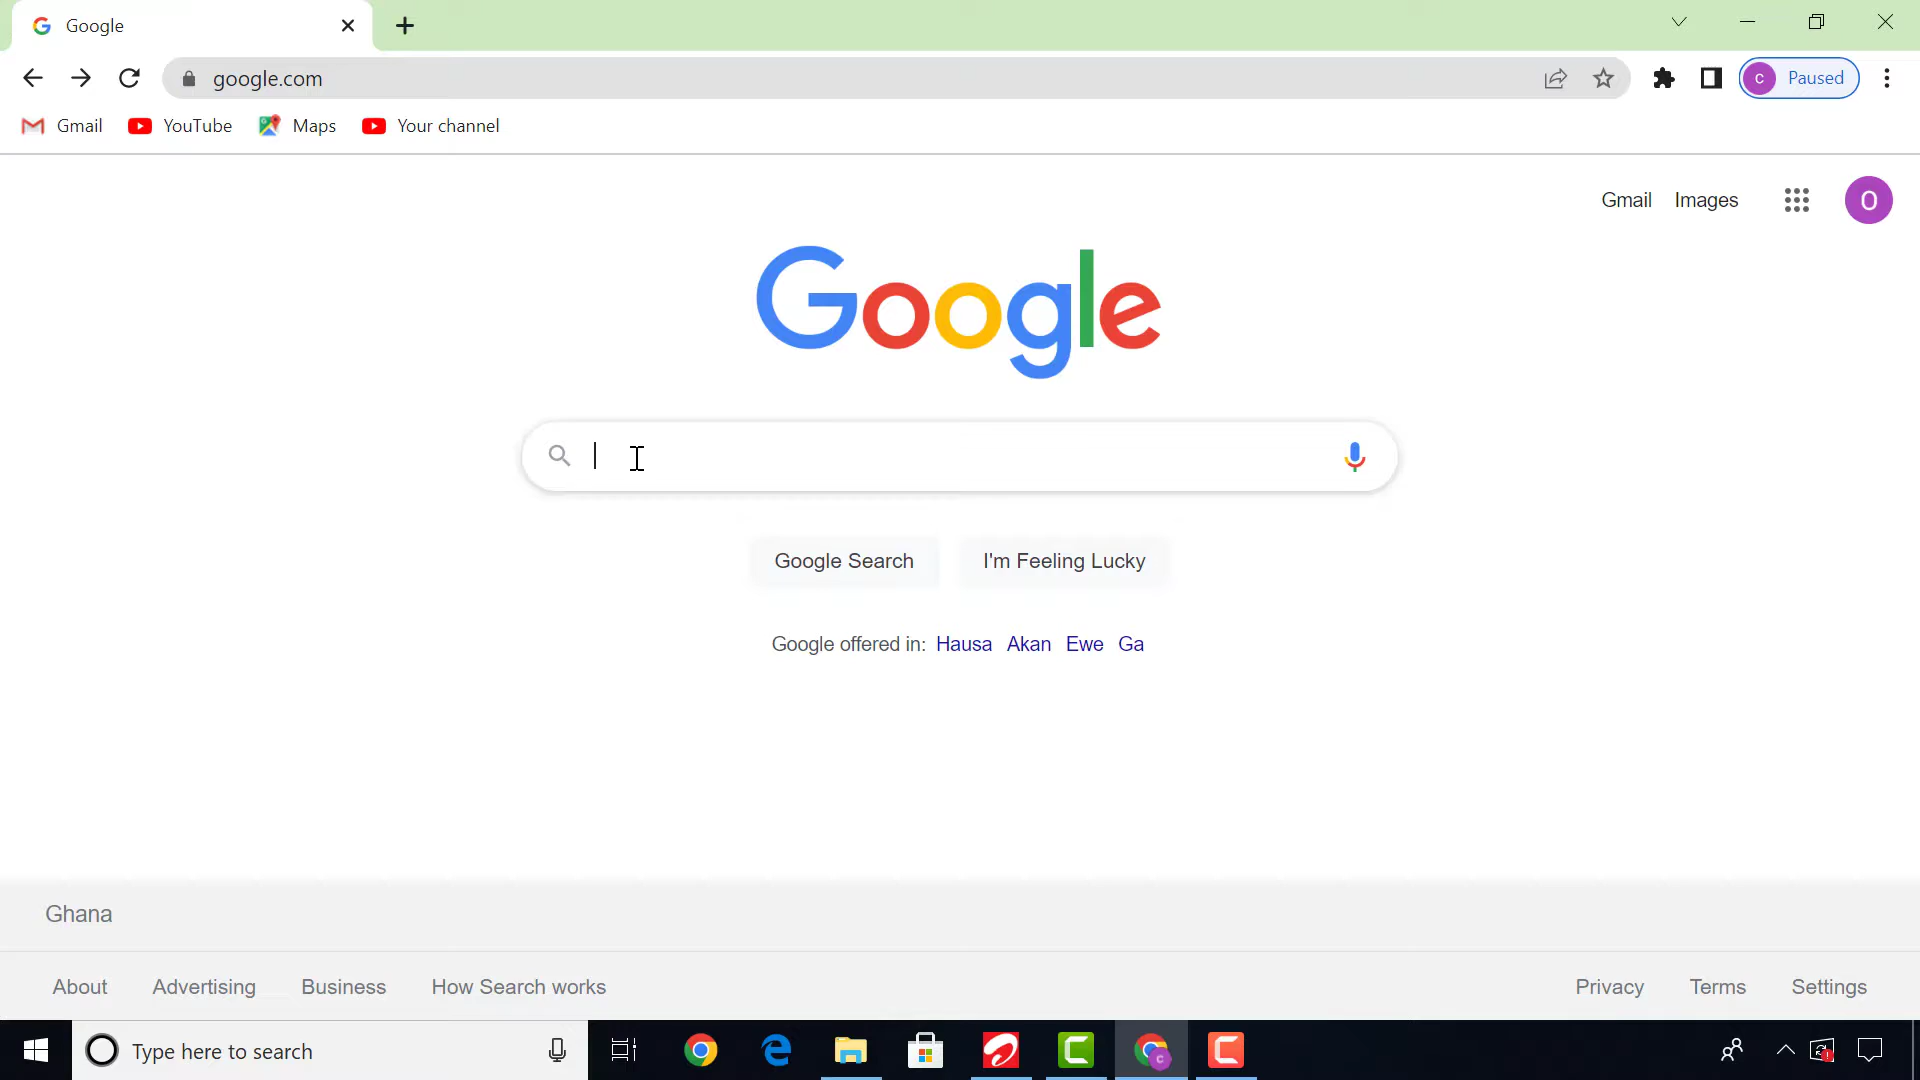 Google
google.com
c Paused
Gmail YouTube Maps Your channel
Gmail Images O
Google
Google Search I'm Feeling Lucky
Google offered in: Hausa Akan Ewe Ga
Ghana
About Advertising Business How Search works Privacy Terms Settings
Type here to search